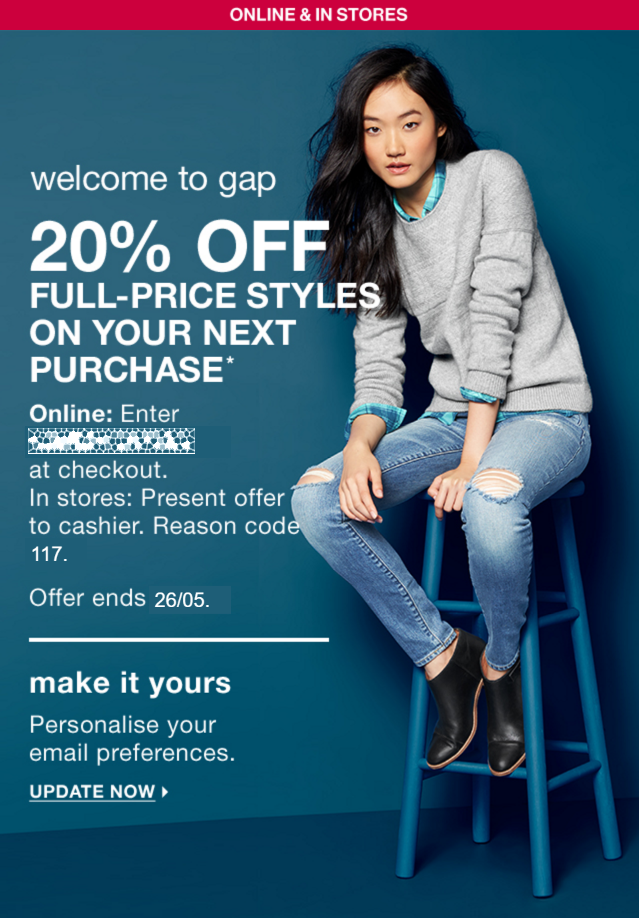 ONLINE & IN STORES
welcome to gap
20% OFF
FULL-PRICE STYLES
ON YOUR NEXT
PURCHASE*
Online: Enter
at checkout.
In stores: Present offer
to cashier. Reason code
117.
Offer ends 26/05.
make it yours
Personalise your
email preferences.
UPDATE NOW